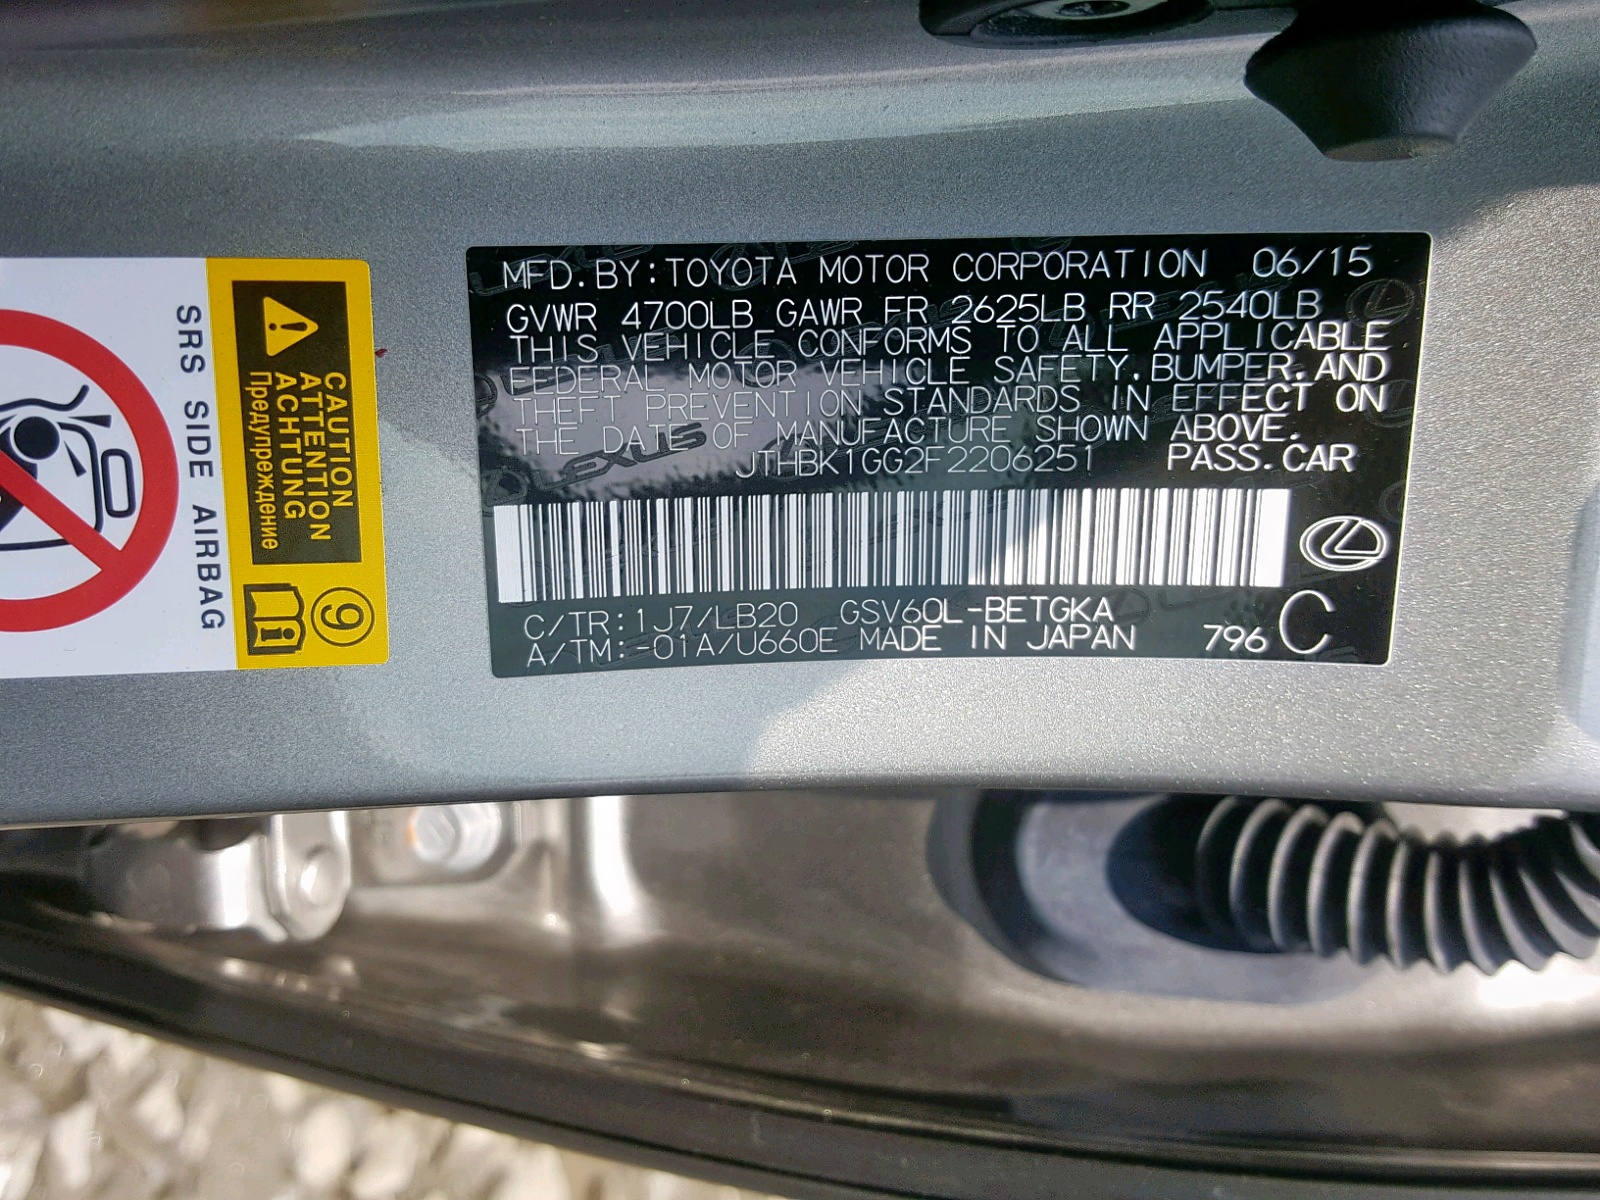 MFD.BY:TOYOTA MOTOR CORPORATION 06/15
GVWR 4700LB GAWR FR 2625LB RR 2540LB
THIS VEHICLE CONFORMS TO ALL APPLICABLE
FEDERAL MOTOR VEHICLE SAFETY,BUMPER,AND
THEFT PREVENTION STANDARDS IN EFFECT ON
THE DATE OF MANUFACTURE SHOWN ABOVE.
JTHBK1GG2F2206251 PASS.CAR
C/TR:1J7/LB20 GSV60L-BETGKA
A/TM:-01A/U660E MADE IN JAPAN 796 C
CAUTION
ATTENTION
ACHTUNG
Предупреждение
9
SRS SIDE AIRBAG
LEXUS